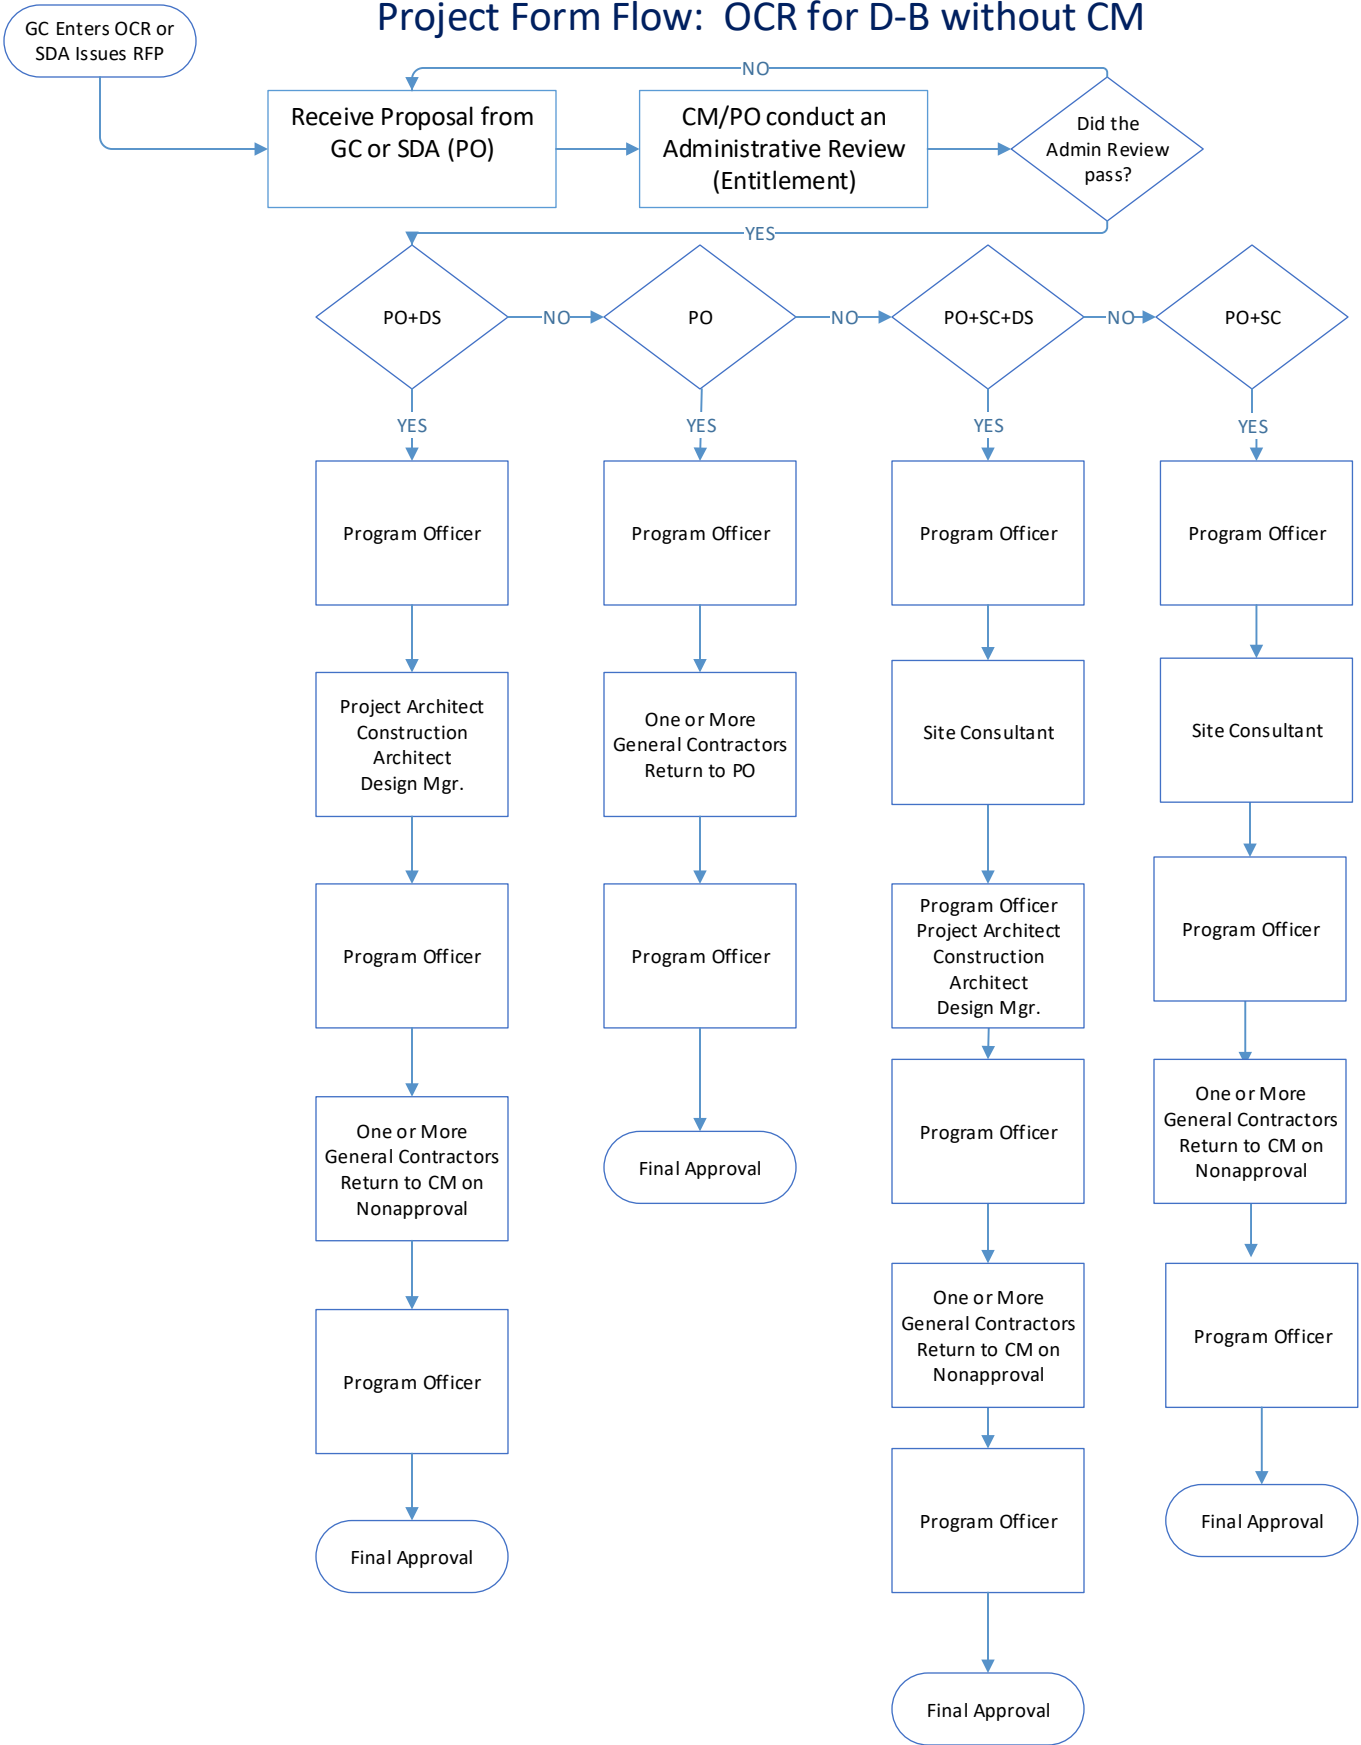 Project Form Flow: OCR for D-B without CM
GC Enters OCR or
SDA Issues RFP
NO
Receive Proposal from
GC or SDA (PO)
CM/PO conduct an
Administrative Review
(Entitlement)
Did the
Admin Review
pass?
YES
PO+DS
NO
PO
NO
PO+SC+DS
NO
PO+SC
YES
YES
YES
YES
Program Officer
Program Officer
Program Officer
Program Officer
Project Architect
Construction
Architect
Design Mgr.
One or More
General Contractors
Return to PO
Site Consultant
Site Consultant
Program Officer
Program Officer
Program Officer
Project Architect
Construction
Architect
Design Mgr.
Program Officer
One or More
General Contractors
Return to CM on
Nonapproval
Final Approval
Program Officer
One or More
General Contractors
Return to CM on
Nonapproval
Program Officer
One or More
General Contractors
Return to CM on
Nonapproval
Program Officer
Final Approval
Program Officer
Final Approval
Final Approval